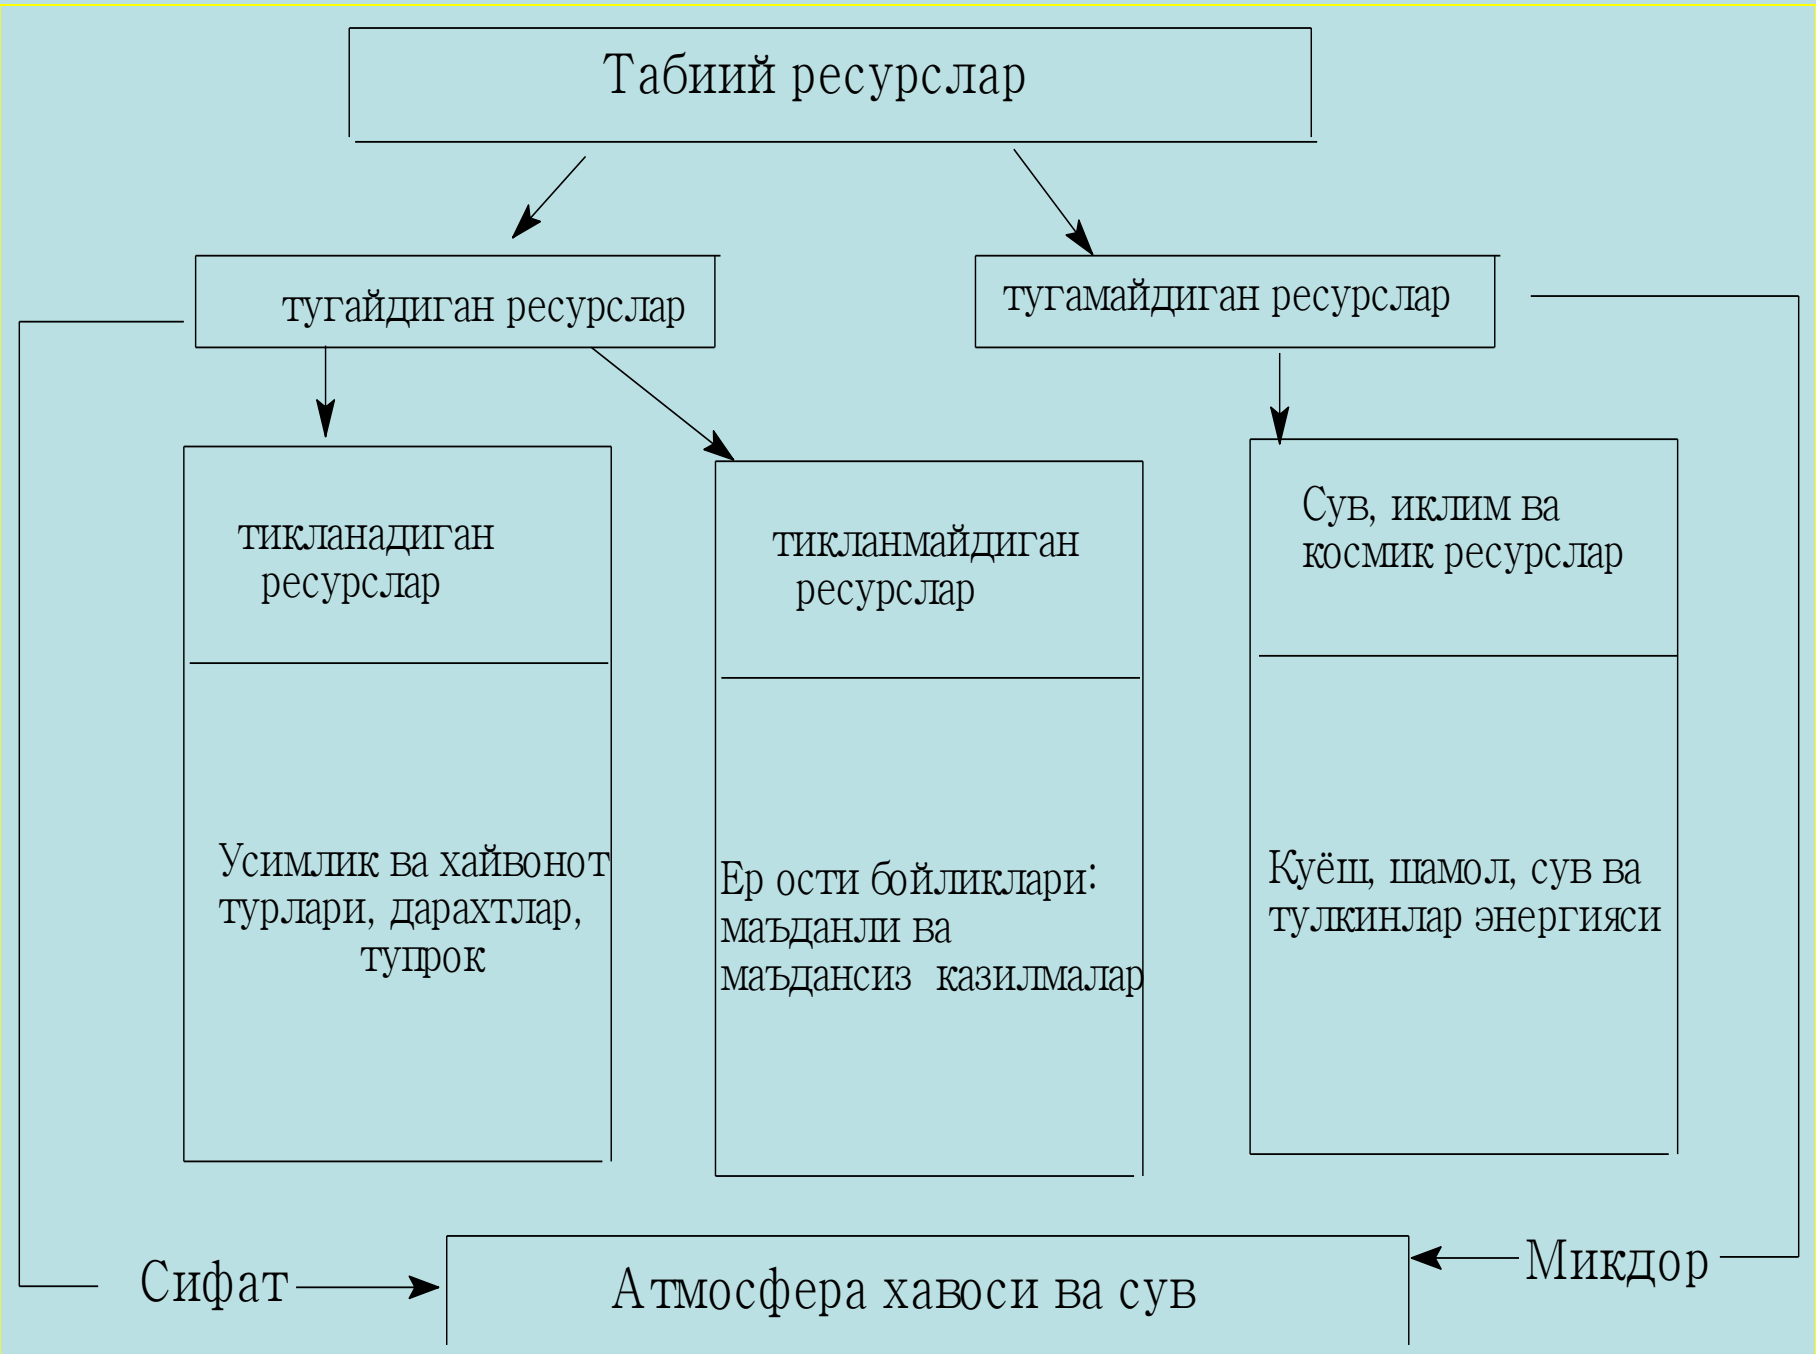 Табиий ресурслар
тугайдиган ресурслар
тугамайдиган ресурслар
тикланадиган
ресурслар
тикланмайдиган
ресурслар
Сув, иклим ва
космик ресурслар
Усимлик ва хайвонот
турлари, дарахтлар,
тупрок
Ер ости бойликлари:
маъданли ва
маъдансиз казилмалар
Куёш, шамол, сув ва
тулкинлар энергияси
Сифат
Атмосфера хавоси ва сув
Микдор